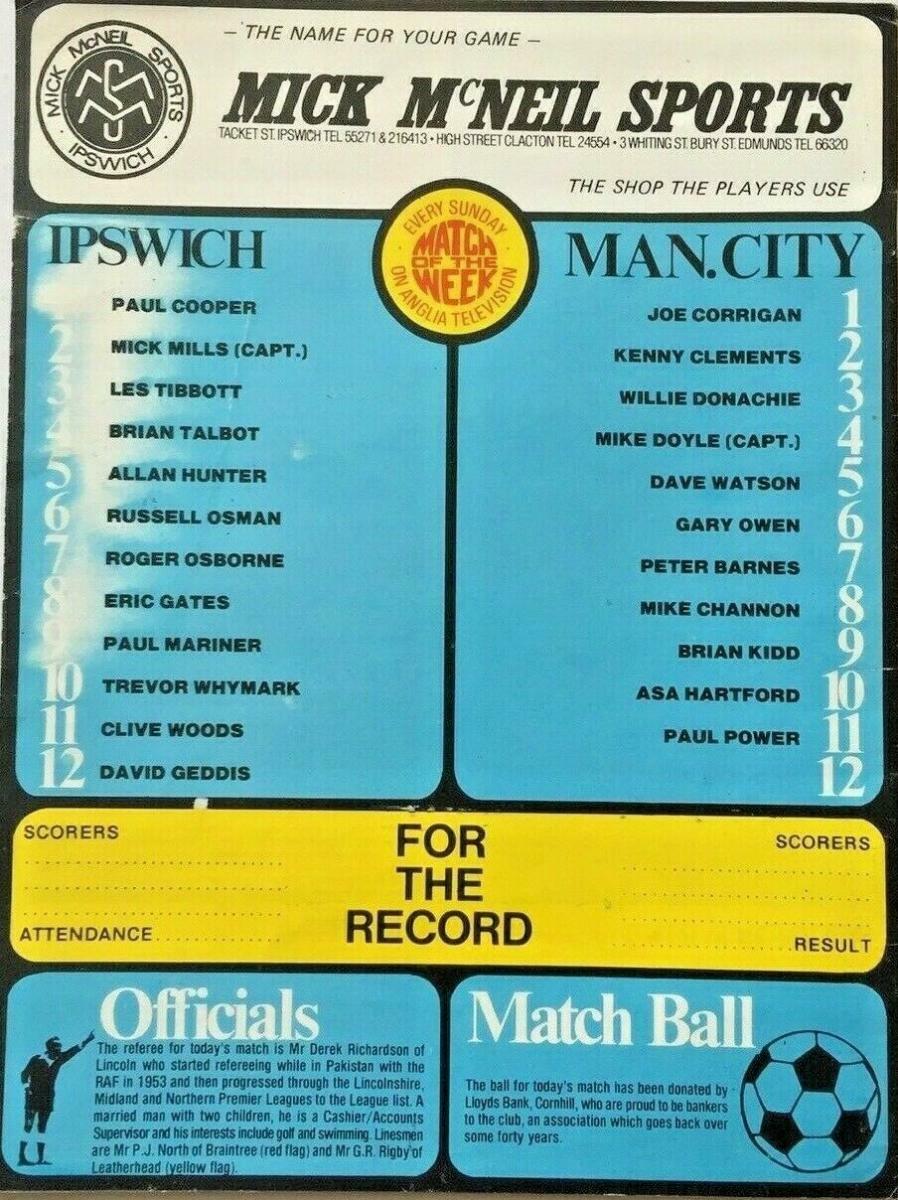 – THE NAME FOR YOUR GAME –
MICK McNEIL SPORTS · IPSWICH ·
MICK McNEIL SPORTS
TACKET ST. IPSWICH TEL 55271 & 216413 • HIGH STREET CLACTON TEL 24554 • 3 WHITING ST. BURY ST. EDMUNDS TEL 66320
THE SHOP THE PLAYERS USE
EVERY SUNDAY
MATCH
OF THE
WEEK
ON ANGLIA TELEVISION
IPSWICH
PAUL COOPER
2 MICK MILLS (CAPT.)
3 LES TIBBOTT
4 BRIAN TALBOT
5 ALLAN HUNTER
6 RUSSELL OSMAN
7 ROGER OSBORNE
8 ERIC GATES
9 PAUL MARINER
10 TREVOR WHYMARK
11 CLIVE WOODS
12 DAVID GEDDIS
MAN.CITY
JOE CORRIGAN 1
KENNY CLEMENTS 2
WILLIE DONACHIE 3
MIKE DOYLE (CAPT.) 4
DAVE WATSON 5
GARY OWEN 6
PETER BARNES 7
MIKE CHANNON 8
BRIAN KIDD 9
ASA HARTFORD 10
PAUL POWER 11
12
SCORERS
ATTENDANCE
FOR
THE
RECORD
SCORERS
RESULT
Officials
The referee for today's match is Mr Derek Richardson of
Lincoln who started refereeing while in Pakistan with the
RAF in 1953 and then progressed through the Lincolnshire,
Midland and Northern Premier Leagues to the League list. A
married man with two children, he is a Cashier/Accounts
Supervisor and his interests include golf and swimming. Linesmen
are Mr P.J. North of Braintree (red flag) and Mr G.R. Rigby of
Leatherhead (yellow flag).
Match Ball
The ball for today's match has been donated by
Lloyds Bank, Cornhill, who are proud to be bankers
to the club, an association which goes back over
some forty years.